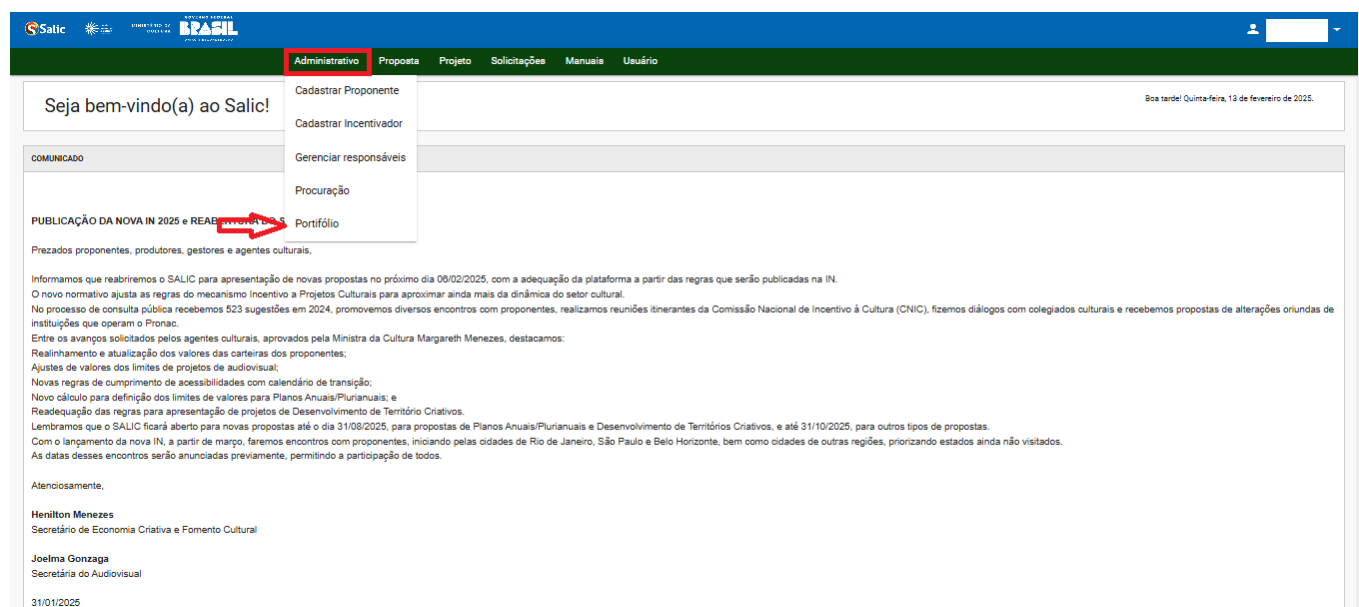 Salic
MINISTÉRIO DA
CULTURA
GOVERNO FEDERAL
BRASIL
Administrativo Proposta Projeto Solicitações Manuais Usuário
Cadastrar Proponente
Cadastrar Incentivador
Gerenciar responsáveis
Procuração
Portifólio
Seja bem-vindo(a) ao Salic!
Boa tarde! Quinta-feira, 13 de fevereiro de 2025.
COMUNICADO
PUBLICAÇÃO DA NOVA IN 2025 e REABERTURA DO S
Prezados proponentes, produtores, gestores e agentes culturais,
Informamos que reabriremos o SALIC para apresentação de novas propostas no próximo dia 06/02/2025, com a adequação da plataforma a partir das regras que serão publicadas na IN.
O novo normativo ajusta as regras do mecanismo Incentivo a Projetos Culturais para aproximar ainda mais da dinâmica do setor cultural.
No processo de consulta pública recebemos 523 sugestões em 2024, promovemos diversos encontros com proponentes, realizamos reuniões itinerantes da Comissão Nacional de Incentivo à Cultura (CNIC), fizemos diálogos com colegiados culturais e recebemos propostas de alterações oriundas de
instituições que operam o Pronac.
Entre os avanços solicitados pelos agentes culturais, aprovados pela Ministra da Cultura Margareth Menezes, destacamos:
Realinhamento e atualização dos valores das carteiras dos proponentes;
Ajustes de valores dos limites de projetos de audiovisual;
Novas regras de cumprimento de acessibilidades com calendário de transição;
Novo cálculo para definição dos limites de valores para Planos Anuais/Plurianuais; e
Readequação das regras para apresentação de projetos de Desenvolvimento de Território Criativos.
Lembramos que o SALIC ficará aberto para novas propostas até o dia 31/08/2025, para propostas de Planos Anuais/Plurianuais e Desenvolvimento de Territórios Criativos, e até 31/10/2025, para outros tipos de propostas.
Com o lançamento da nova IN, a partir de março, faremos encontros com proponentes, iniciando pelas cidades de Rio de Janeiro, São Paulo e Belo Horizonte, bem como cidades de outras regiões, priorizando estados ainda não visitados.
As datas desses encontros serão anunciadas previamente, permitindo a participação de todos.
Atenciosamente,
Henilton Menezes
Secretário de Economia Criativa e Fomento Cultural
Joelma Gonzaga
Secretária do Audiovisual
31/01/2025